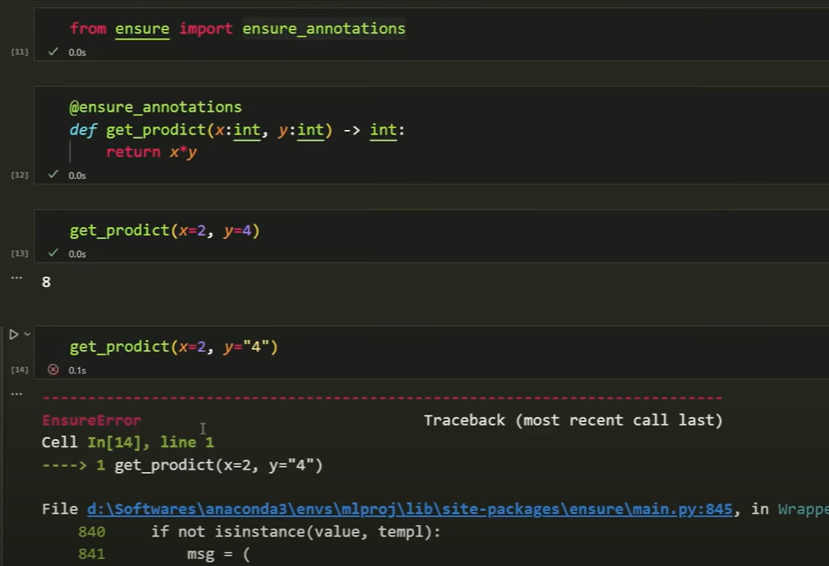 from ensure import ensure_annotations
[11]
0.0s
@ensure_annotations
def get_prodict(x:int, y:int) -> int:
return x*y
[12]
0.0s
get_prodict(x=2, y=4)
[13]
0.0s
...
8
get_prodict(x=2, y="4")
[14]
0.1s
...
---------------------------------------------------------------------------
EnsureError Traceback (most recent call last)
Cell In[14], line 1
----> 1 get_prodict(x=2, y="4")
File d:\Softwares\anaconda3\envs\mlproj\lib\site-packages\ensure\main.py:845, in Wrappe
840 if not isinstance(value, templ):
841 msg = (